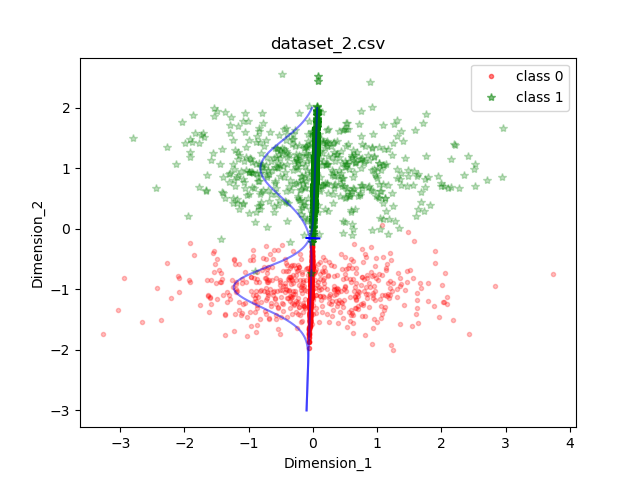 dataset_2.csv
class 0
class 1
2
1
0
−1
−2
−3
Dimension_2
−3 −2 −1 0 1 2 3 4
Dimension_1